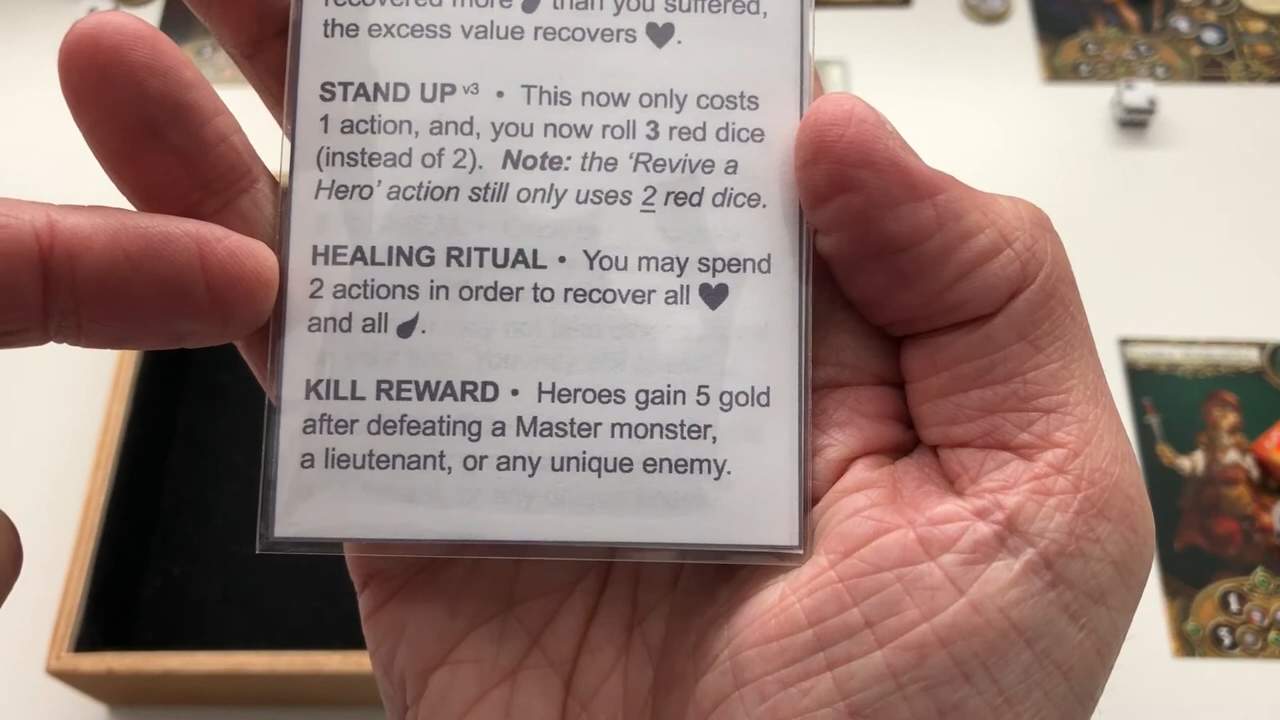 recovered more than you suffered,
the excess value recovers ♥.
STAND UP v3 • This now only costs
1 action, and, you now roll 3 red dice
(instead of 2). Note: the ‘Revive a
Hero’ action still only uses 2 red dice.
HEALING RITUAL • You may spend
2 actions in order to recover all ♥
and all .
KILL REWARD • Heroes gain 5 gold
after defeating a Master monster,
a lieutenant, or any unique enemy.